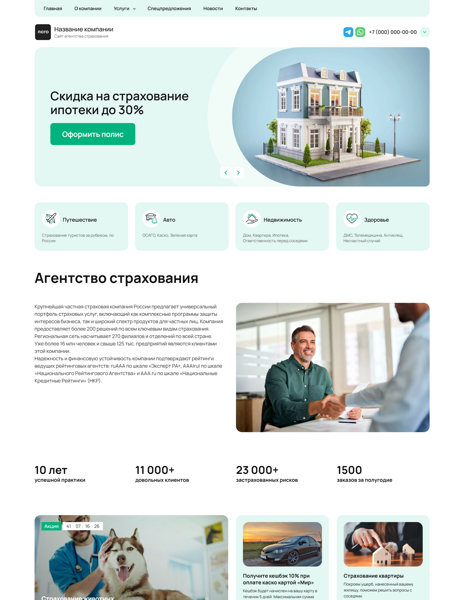 Главная О компании Услуги Спецпредложения Новости Контакты
ЛОГО
Название компании
Сайт агентства страхования
+7 (000) 000-00-00
Скидка на страхование
ипотеки до 30%
Оформить полис
Путешествие
Страхование туристов за рубежом, по
России
Авто
ОСАГО, Каско, Зеленая карта
Недвижимость
Дом, Квартира, Ипотека,
Ответственность перед соседями
Здоровье
ДМС, Телемедицина, Антиклещ,
Несчастный случай
Агентство страхования
Крупнейшая частная страховая компания России предлагает универсальный
портфель страховых услуг, включающий как комплексные программы защиты
интересов бизнеса, так и широкий спектр продуктов для частных лиц. Компания
предоставляет более 200 решений по всем ключевым видам страхования.
Региональная сеть насчитывает 270 филиалов и отделений по всей стране.
Уже более 16 млн человек и свыше 125 тыс. предприятий являются клиентами
этой компании.
Надежность и финансовую устойчивость компании подтверждают рейтинги
ведущих рейтинговых агентств: ruAAA по шкале «Эксперт РА», AAA|ru| по шкале
«Национального Рейтингового Агентства» и AAA.ru по шкале «Национальные
Кредитные Рейтинги» (НКР).
10 лет
успешной практики
11 000+
довольных клиентов
23 000+
застрахованных рисков
1500
заказов за полугодие
Акция 41 07 16 26
Страхование животных
Получите кешбэк 10% при
оплате каско картой «Мир»
Кешбэк будет начислен на вашу карту в
течение 5 дней. Максимальная сумма
Страхование квартиры
Покроем ущерб, нанесенный вашему
жилищу, поможем решить вопросы с
соседями.